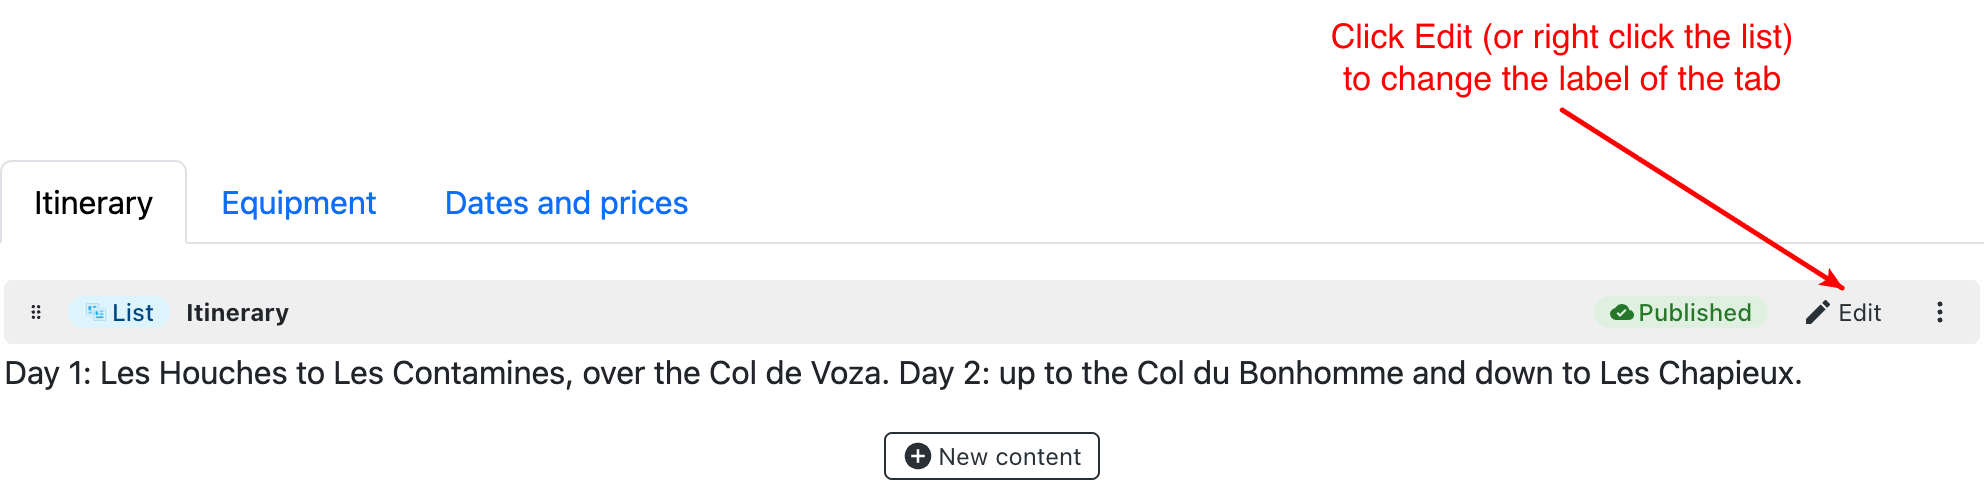 Click Edit (or right click the list)
to change the label of the tab
Itinerary Equipment Dates and prices
List Itinerary Published Edit
Day 1: Les Houches to Les Contamines, over the Col de Voza. Day 2: up to the Col du Bonhomme and down to Les Chapieux.
New content